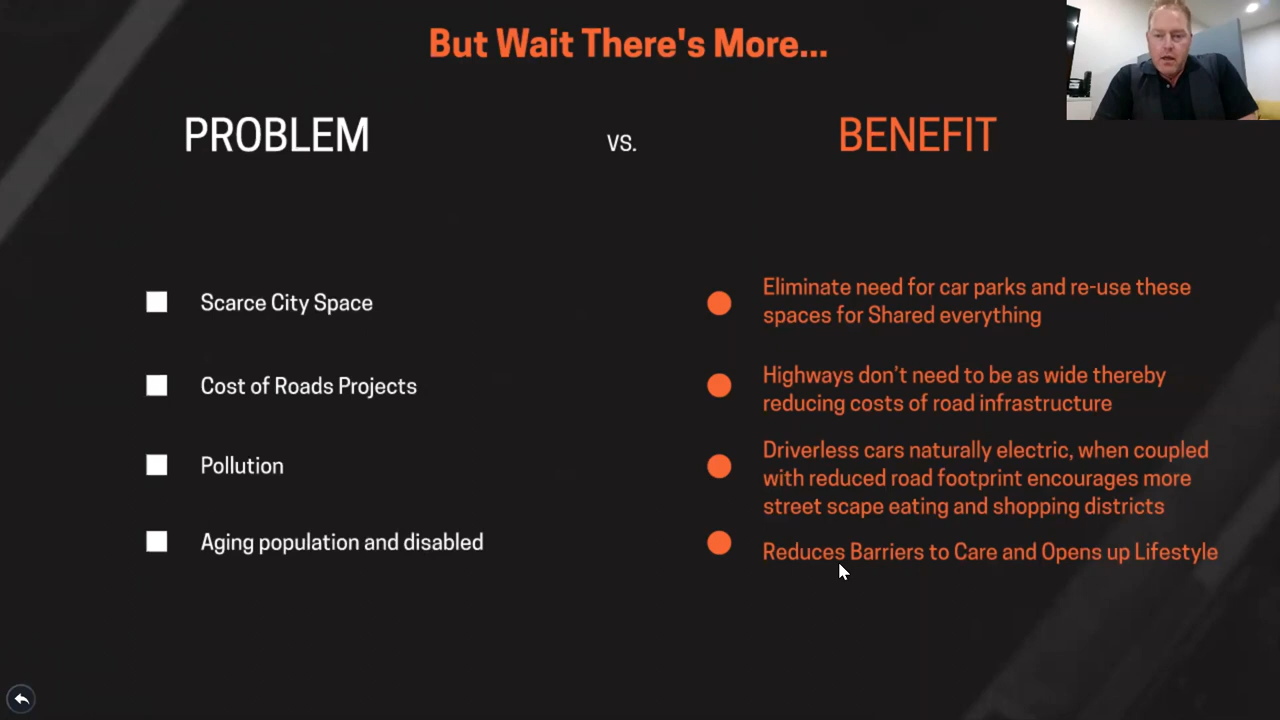 But Wait There's More...
PROBLEM
vs.
BENEFIT
Scarce City Space
Eliminate need for car parks and re-use these
spaces for Shared everything
Cost of Roads Projects
Highways don't need to be as wide thereby
reducing costs of road infrastructure
Pollution
Driverless cars naturally electric, when coupled
with reduced road footprint encourages more
street scape eating and shopping districts
Aging population and disabled
Reduces Barriers to Care and Opens up Lifestyle